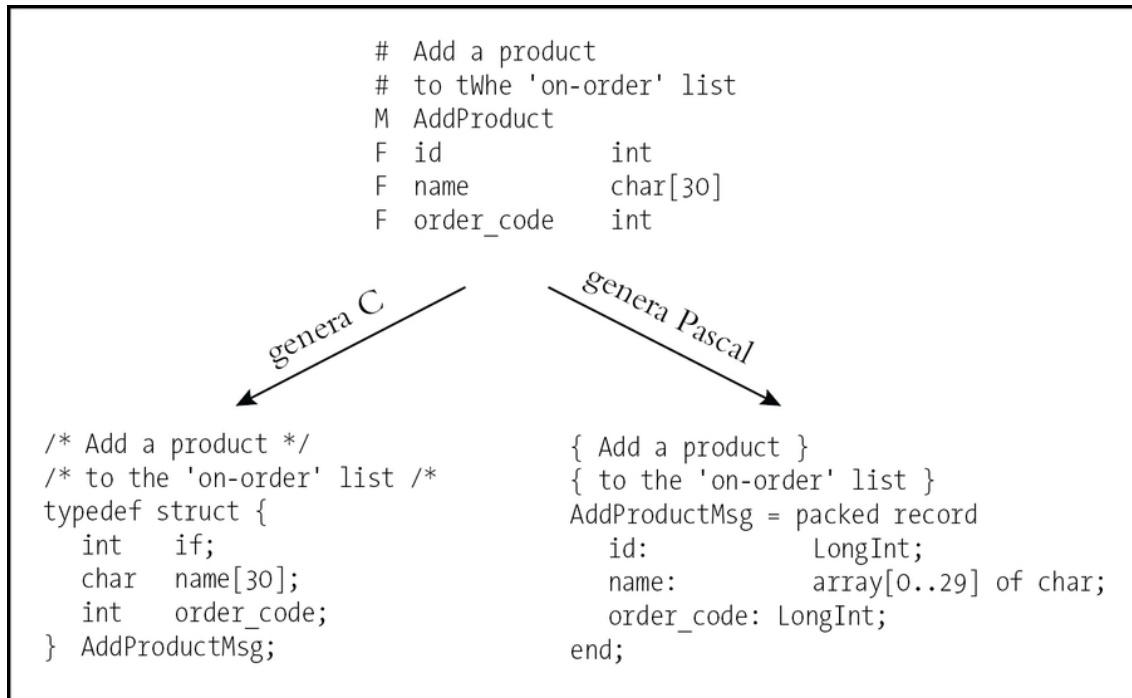 # Add a product
# to tWhe 'on-order' list
M AddProduct
F id int
F name char[30]
F order_code int
genera C
genera Pascal
/* Add a product */
/* to the 'on-order' list /*
typedef struct {
int if;
char name[30];
int order_code;
} AddProductMsg;
{ Add a product }
{ to the 'on-order' list }
AddProductMsg = packed record
id: LongInt;
name: array[0..29] of char;
order_code: LongInt;
end;